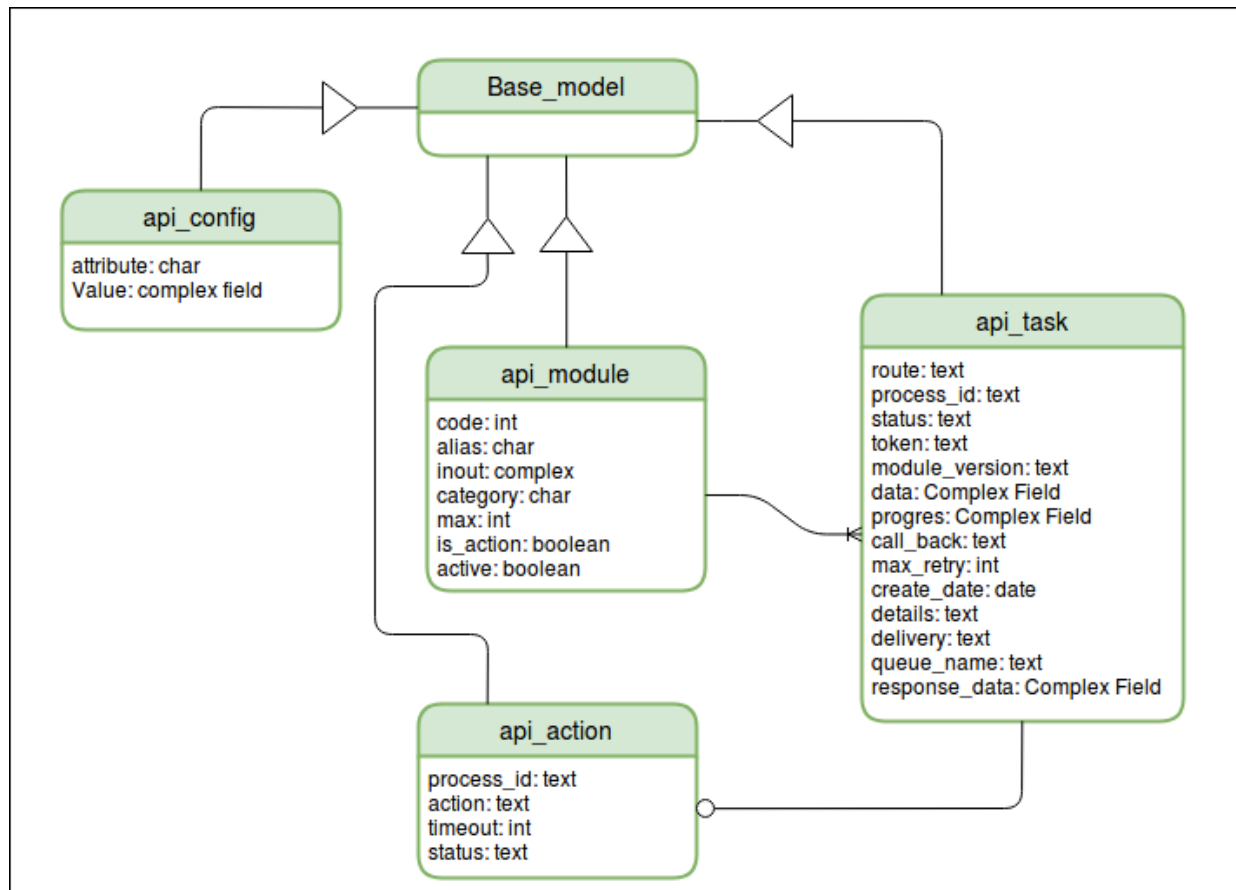 Base_model
api_config
attribute: char
Value: complex field
api_module
code: int
alias: char
inout: complex
category: char
max: int
is_action: boolean
active: boolean
api_task
route: text
process_id: text
status: text
token: text
module_version: text
data: Complex Field
progres: Complex Field
call_back: text
max_retry: int
create_date: date
details: text
delivery: text
queue_name: text
response_data: Complex Field
api_action
process_id: text
action: text
timeout: int
status: text